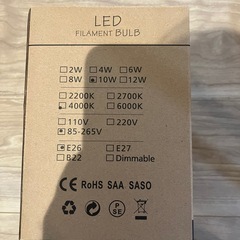 LED
FILAMENT BULB
2W 4W 6W
8W 10W 12W
2200K 2700K
4000K 6000K
110V 220V
85-265V
E26 E27
B22 Dimmable
CE RoHS SAA SASO
PS
E